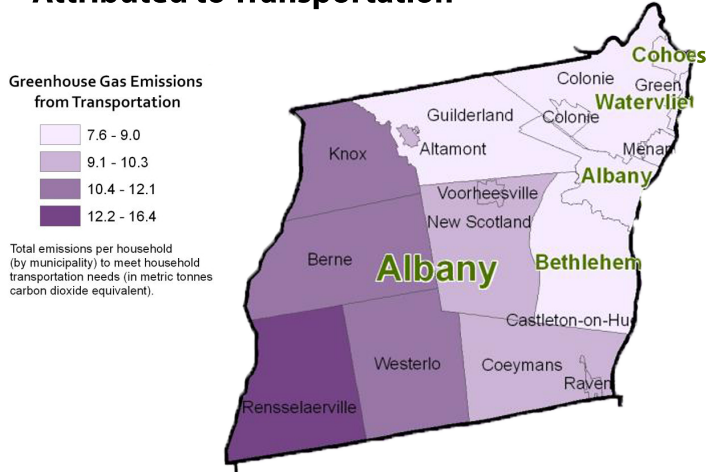 Attributed to Transportation
Greenhouse Gas Emissions
from Transportation
7.6 - 9.0
9.1 - 10.3
10.4 - 12.1
12.2 - 16.4
Total emissions per household
(by municipality) to meet household
transportation needs (in metric tonnes
carbon dioxide equivalent).
Cohoes
Colonie
Green
Watervliet
Guilderland
Colonie
Knox
Altamont
Menan
Albany
Voorheesville
New Scotland
Berne
Albany
Bethlehem
Castleton-on-Hu
Westerlo
Coeymans
Raven
Rensselaerville